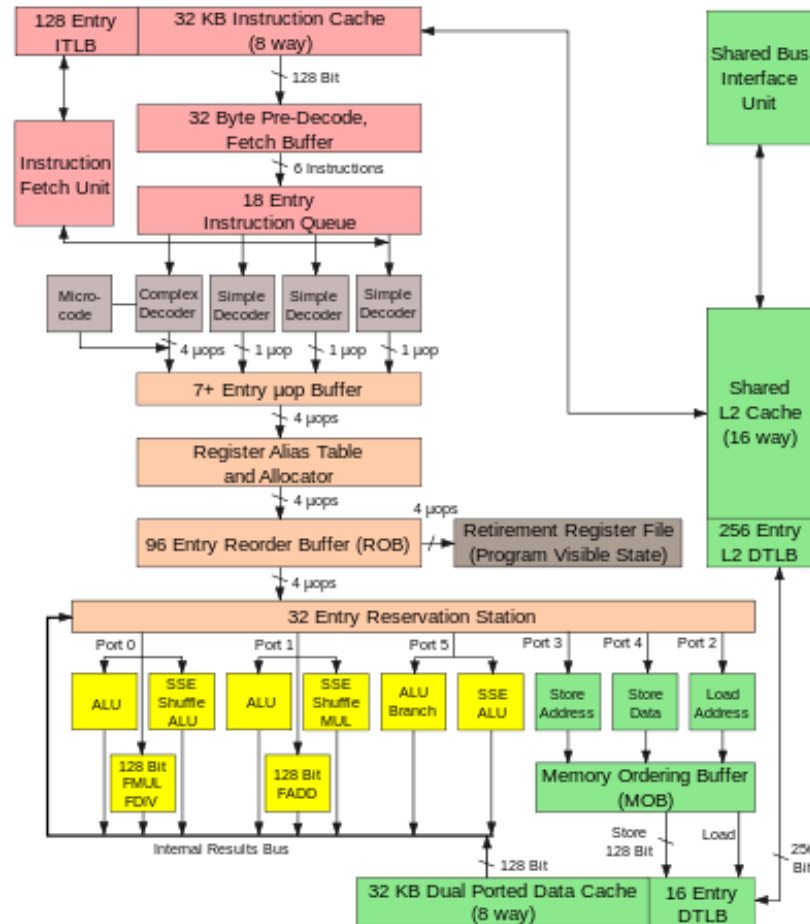 128 Entry
ITLB
32 KB Instruction Cache
(8 way)
128 Bit
Shared Bus
Interface
Unit
32 Byte Pre-Decode,
Fetch Buffer
Instruction
Fetch Unit
6 Instructions
18 Entry
Instruction Queue
Micro-
code
Complex
Decoder
Simple
Decoder
Simple
Decoder
Simple
Decoder
4 µops
1 µop
1 µop
1 µop
7+ Entry µop Buffer
4 µops
Shared
L2 Cache
(16 way)
Register Alias Table
and Allocator
4 µops
4 µops
96 Entry Reorder Buffer (ROB)
Retirement Register File
(Program Visible State)
256 Entry
L2 DTLB
4 µops
32 Entry Reservation Station
Port 0
Port 1
Port 5
Port 3
Port 4
Port 2
ALU
SSE
Shuffle
ALU
ALU
SSE
Shuffle
MUL
ALU
Branch
SSE
ALU
Store
Address
Store
Data
Load
Address
128 Bit
FMUL
FDIV
128 Bit
FADD
Memory Ordering Buffer
(MOB)
Internal Results Bus
Store
128 Bit
Load
128 Bit
256
Bit
32 KB Dual Ported Data Cache
(8 way)
16 Entry
DTLB